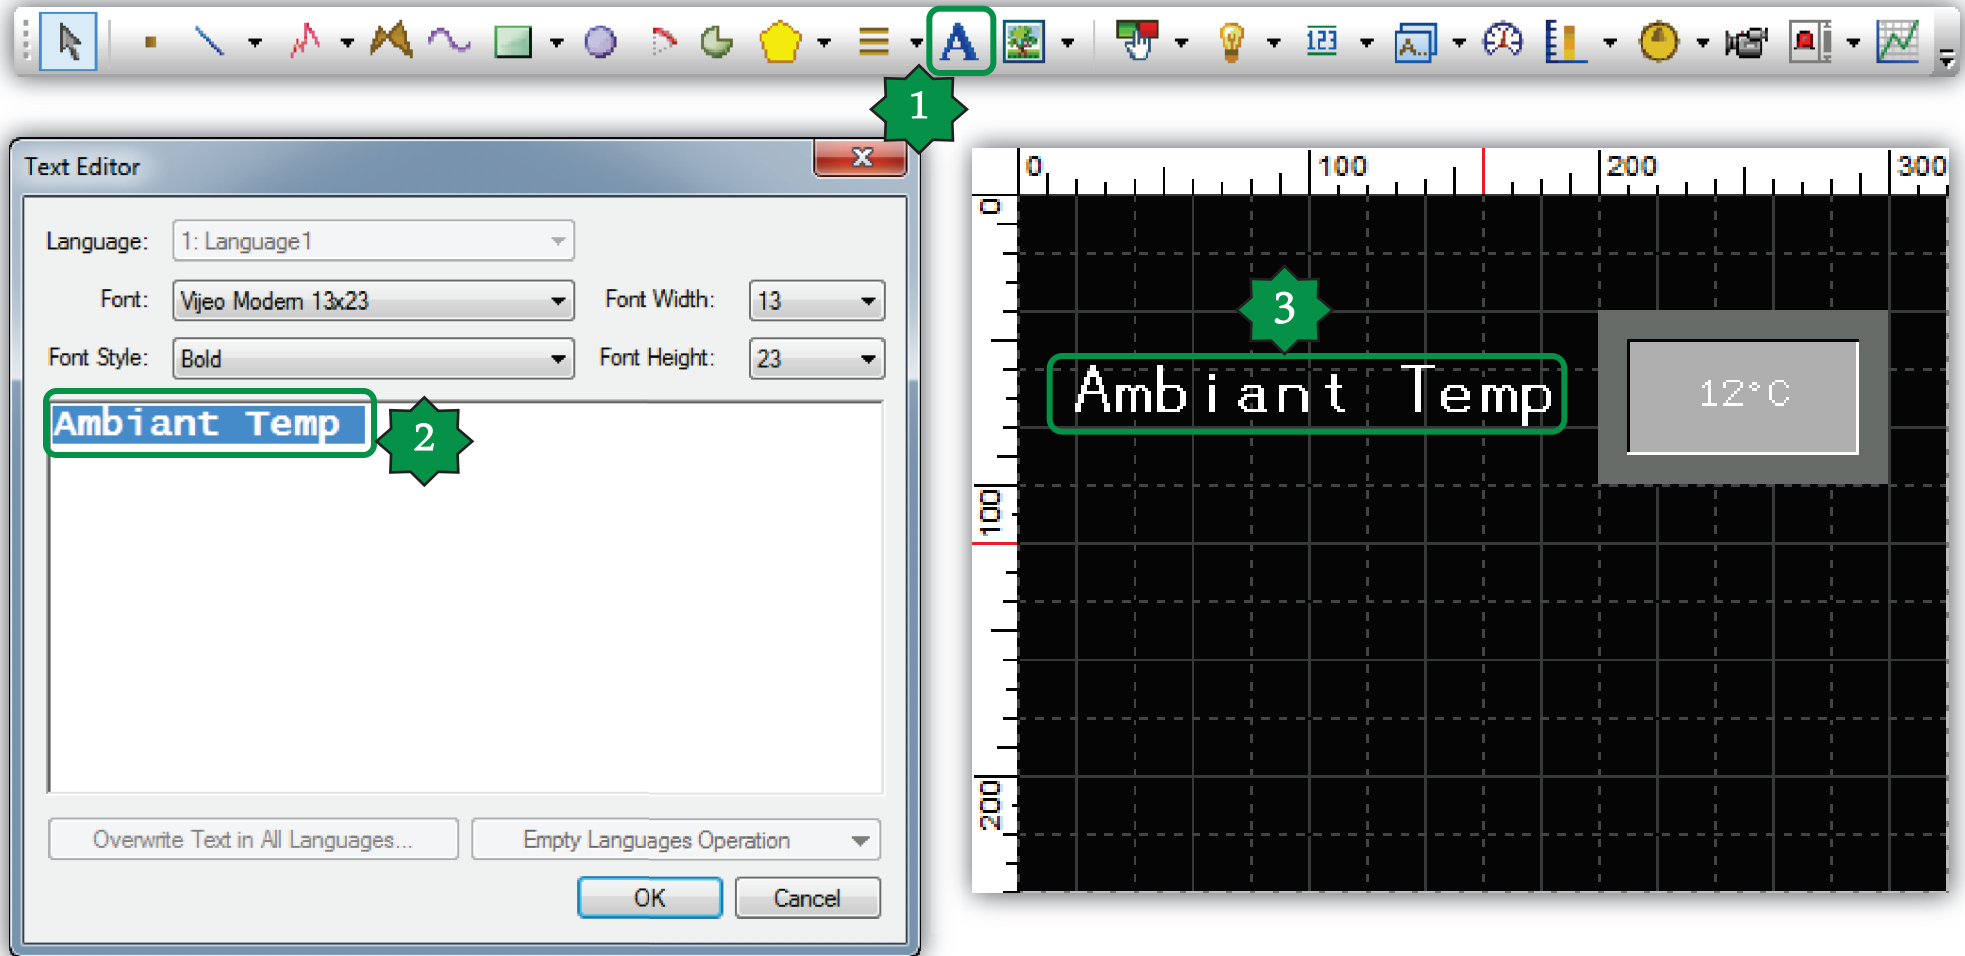 123
A..
1
Text Editor
Language: 1: Language1
Font: Vijeo Modern 13x23 Font Width: 13
Font Style: Bold Font Height: 23
Ambiant Temp
2
Overwrite Text in All Languages...
Empty Languages Operation
OK
Cancel
0 100 200 300
0
3
Ambiant Temp
12°C
100
200